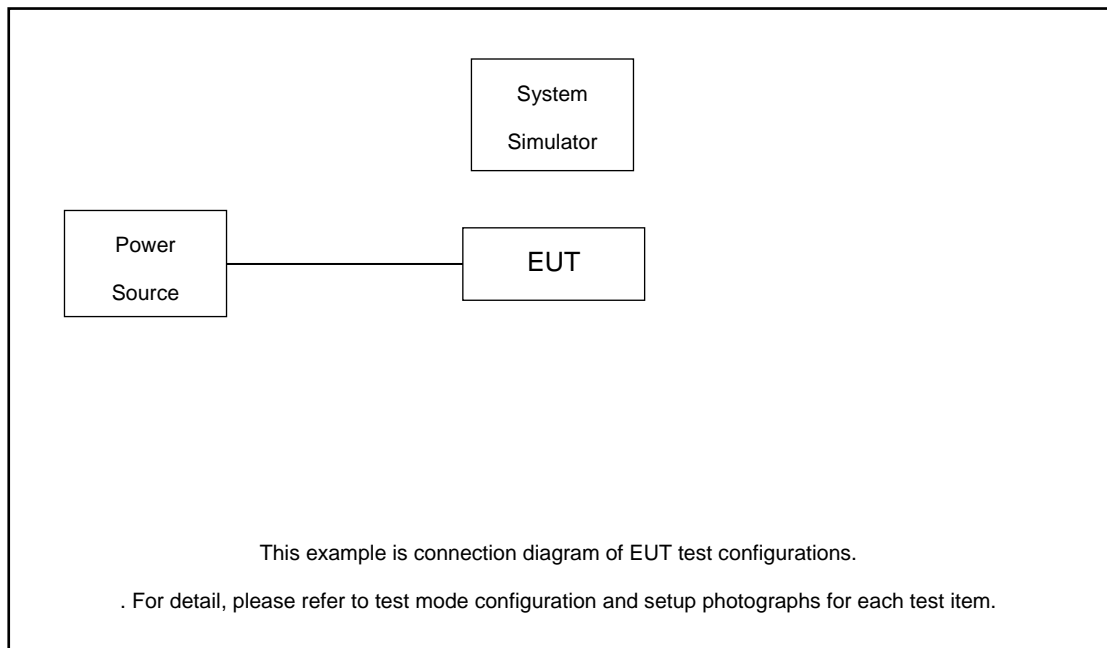 System
Simulator
Power
Source
EUT
This example is connection diagram of EUT test configurations.
. For detail, please refer to test mode configuration and setup photographs for each test item.